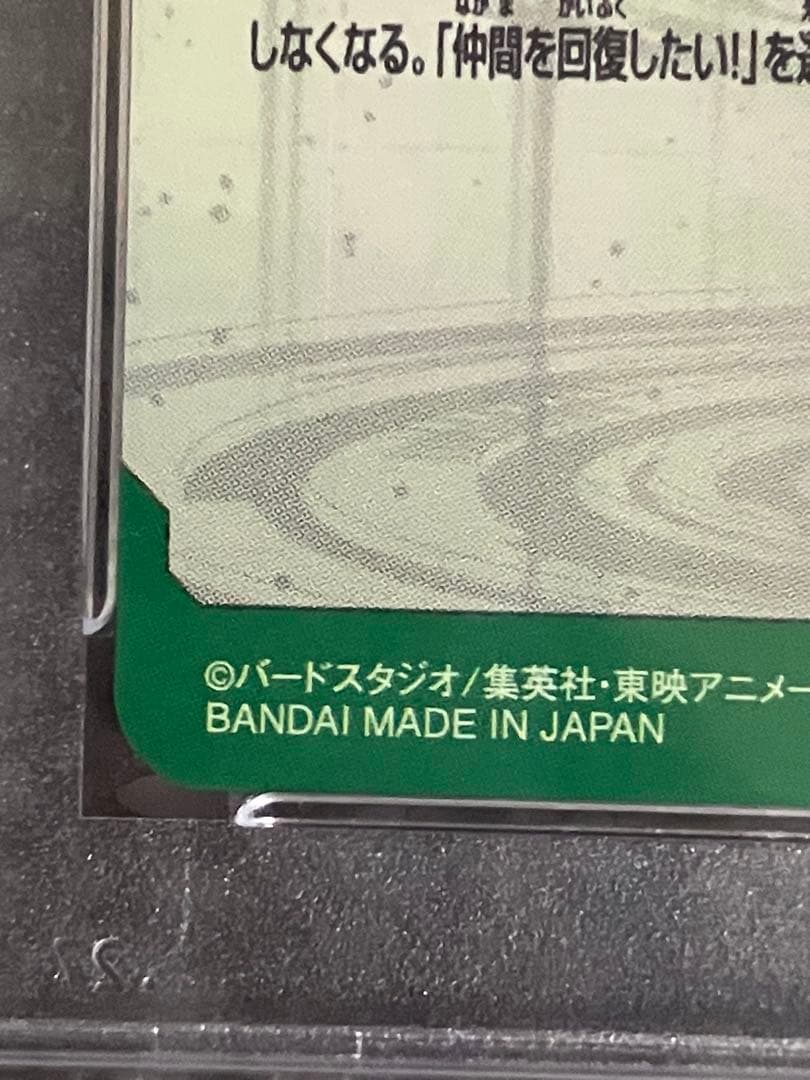 なかま かいふく
しなくなる。「仲間を回復したい!」を選
©バードスタジオ/集英社・東映アニメー
BANDAI MADE IN JAPAN